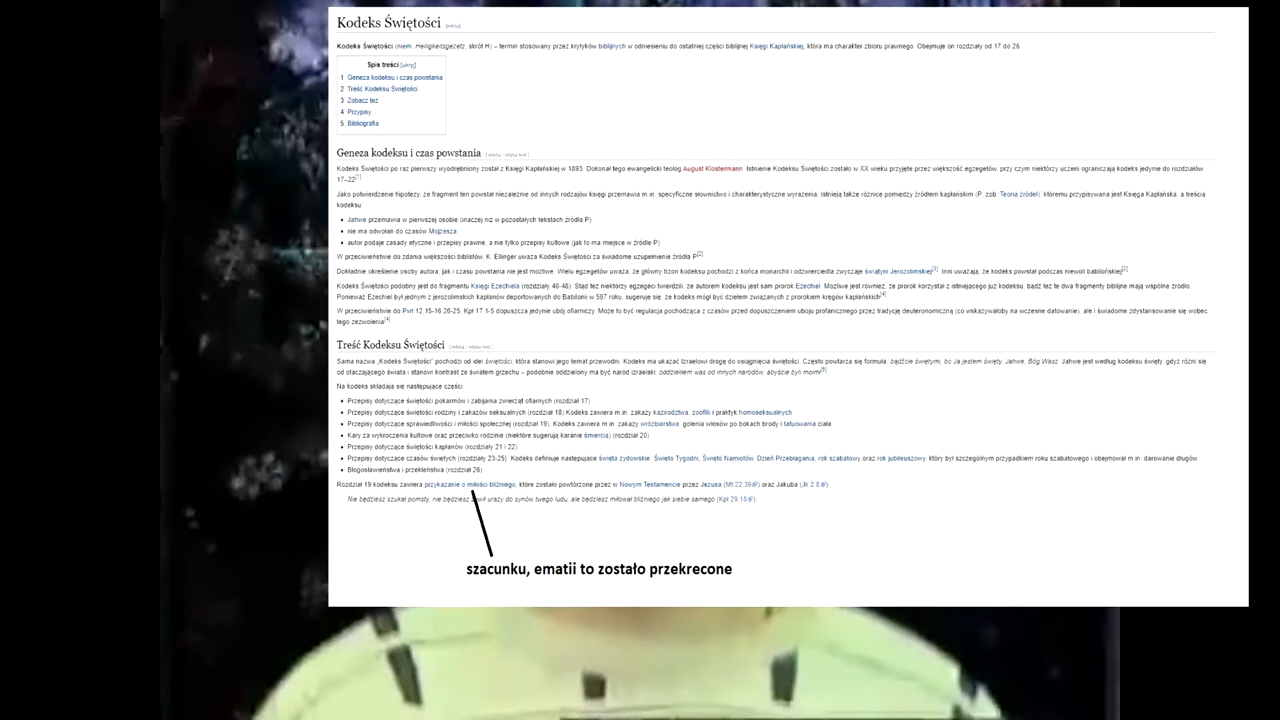 Kodeks Świętości [edytuj]
Kodeks Świętości (niem. Heiligkeitsgesetz, skrót H) – termin stosowany przez krytyków biblijnych w odniesieniu do ostatniej części biblijnej Księgi Kapłańskiej, która ma charakter zbioru prawnego. Obejmuje on rozdziały od 17 do 26.
Spis treści [ukryj]
1 Geneza kodeksu i czas powstania
2 Treść Kodeksu Świętości
3 Zobacz też
4 Przypisy
5 Bibliografia
Geneza kodeksu i czas powstania [ edytuj | edytuj kod ]
Kodeks Świętości po raz pierwszy wyodrębniony został z Księgi Kapłańskiej w 1893. Dokonał tego ewangelicki teolog August Klostermann. Istnienie Kodeksu Świętości zostało w XX wieku przyjęte przez większość egzegetów, przy czym niektórzy uczeni ograniczają kodeks jedynie do rozdziałów
17–22[1]
Jako potwierdzenie hipotezy, że fragment ten powstał niezależnie od innych rodzajów księgi przemawia m.in. specyficzne słownictwo i charakterystyczne wyrażenia. Istnieją także różnice pomiędzy źródłem kapłańskim (P, zob. Teoria źródeł), któremu przypisywana jest Księga Kapłańska, a treścią
kodeksu:
• Jahwe przemawia w pierwszej osobie (inaczej niż w pozostałych tekstach źródła P)
• nie ma odwołań do czasów Mojżesza
• autor podaje zasady etyczne i przepisy prawne, a nie tylko przepisy kultowe (jak to ma miejsce w źródle P)
W przeciwieństwie do zdania większości biblistów, K. Ellinger uważa Kodeks Świętości za świadome uzupełnienie źródła P[2]
Dokładnie określenie osoby autora, jak i czasu powstania nie jest możliwe. Wielu egzegetów uważa, że główny trzon kodeksu pochodzi z końca monarchii i odzwierciedla zwyczaje świątyni Jerozolimskiej[3]. Inni uważają, że kodeks powstał podczas niewoli babilońskiej[2]
Kodeks Świętości podobny jest do fragmentu Księgi Ezechiela (rozdziały 40-48). Stąd też niektórzy egzegeci twierdzili, że autorem kodeksu jest sam prorok Ezechiel. Możliwe jest również, że prorok korzystał z istniejącego już kodeksu, bądź też te dwa fragmenty biblijne mają wspólne źródło.
Ponieważ Ezechiel był jednym z jerozolimskich kapłanów deportowanych do Babilonii w 597 roku, sugeruje się, że kodeks mógł być dziełem związanych z prorokiem kręgów kapłańskich[4].
W przeciwieństwie do Pwt 12,15-16.20-25, Kpł 17,1-5 dopuszcza jedynie ubój ofiarniczy. Może to być regulacja pochodząca z czasów przed dopuszczeniem uboju profanicznego przez tradycję deuteronomiczną (co wskazywałoby na wczesne datowanie), ale i świadome zdystansowanie się wobec
tego zezwolenia[4].
Treść Kodeksu Świętości [ edytuj | edytuj kod ]
Sama nazwa „Kodeks Świętości” pochodzi od idei świętości, która stanowi jego temat przewodni. Kodeks ma ukazać Izraelowi drogę do osiągnięcia świętości. Często powtarza się formuła: bądźcie świętymi, bo Ja jestem święty, Jahwe, Bóg Wasz. Jahwe jest według kodeksu święty, gdyż różni się
od otaczającego świata i stanowi kontrast ze światem grzechu – podobnie oddzielony ma być naród izraelski: oddzieliłem was od innych narodów, abyście byli moimi[5].
Na kodeks składają się następujące części:
• Przepisy dotyczące świętości pokarmów i zabijania zwierząt ofiarnych (rozdział 17)
• Przepisy dotyczące świętości rodziny i zakazów seksualnych (rozdział 18) Kodeks zawiera m.in. zakazy kazirodztwa, zoofilii i praktyk homoseksualnych
• Przepisy dotyczące sprawiedliwości i miłości społecznej (rozdział 19). Kodeks zawiera m.in. zakazy wróżbiarstwa, golenia włosów po bokach brody i tatuowania ciała
• Kary za wykroczenia kultowe oraz przeciwko rodzinie (niektóre sugerują karanie śmiercią) (rozdział 20)
• Przepisy dotyczące świętości kapłanów (rozdziały 21 i 22)
• Przepisy dotyczące czasów świętych (rozdziały 23-25). Kodeks definiuje następujące święta żydowskie: Święto Tygodni, Święto Namiotów, Dzień Przebłagania, rok szabatowy oraz rok jubileuszowy, który był szczególnym przypadkiem roku szabatowego i obejmował m.in. darowanie długów.
• Błogosławieństwa i przekleństwa (rozdział 26)
Rozdział 19 kodeksu zawiera przykazanie o miłości bliźniego, które zostało powtórzone przez w Nowym Testamencie przez Jezusa (Mt 22,39) oraz Jakuba (Jk 2,8).
Nie będziesz szukał pomsty, nie będziesz żywił urazy do synów twego ludu, ale będziesz miłował bliźniego jak siebie samego (Kpl 29,18).
szacunku, ematii to zostało przekrecone